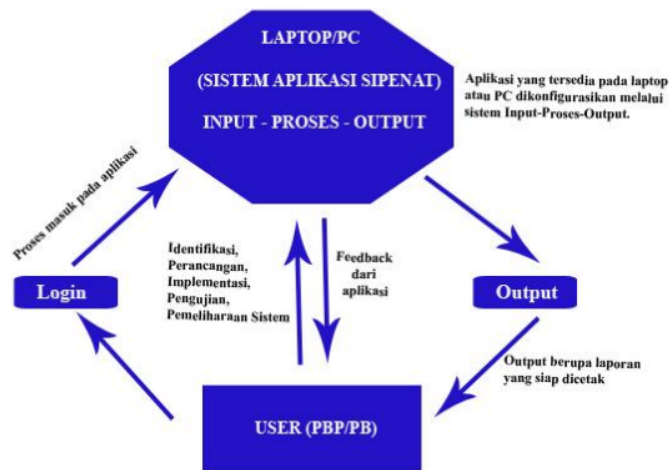 LAPTOP/PC
(SISTEM APLIKASI SIPENAT)
INPUT - PROSES - OUTPUT
Aplikasi yang tersedia pada laptop
atau PC dikonfigurasikan melalui
sistem Input-Proses-Output.
Proses masuk pada aplikasi
Identifikasi,
Perancangan,
Implementasi,
Pengujian,
Pemeliharaan Sistem
Feedback
dari
aplikasi
Login
Output
Output berupa laporan
yang siap dicetak
USER (PBP/PB)